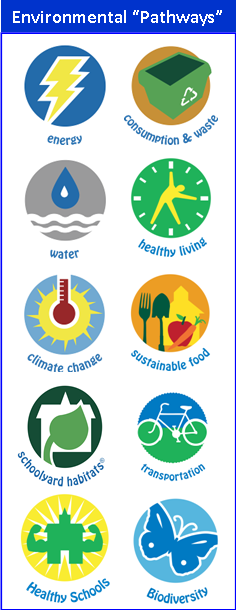 Environmental “Pathways”
energy
consumption & waste
water
healthy living
climate change
sustainable food
schoolyard habitats®
transportation
Healthy Schools
Biodiversity